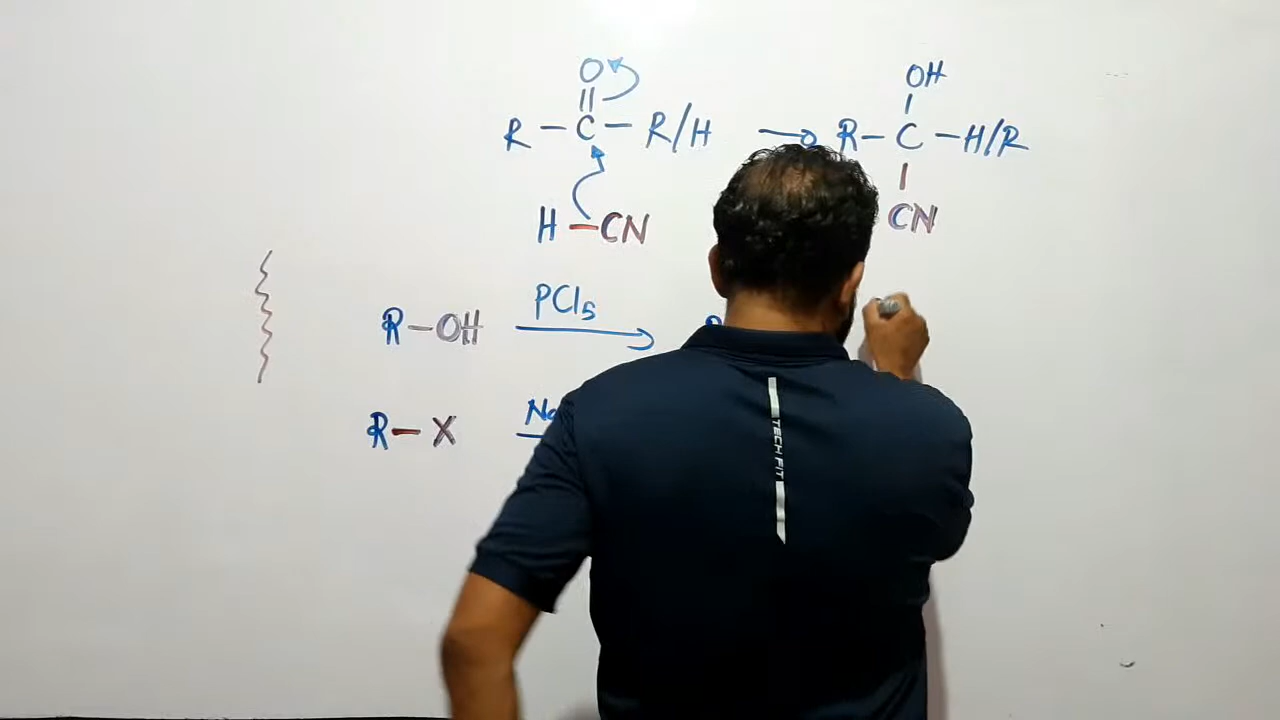 O OH
||
R — C — R/H → R — C — H/R
H — CN CN
R — OH PCl5 → R
R — X Na
TECH FIT